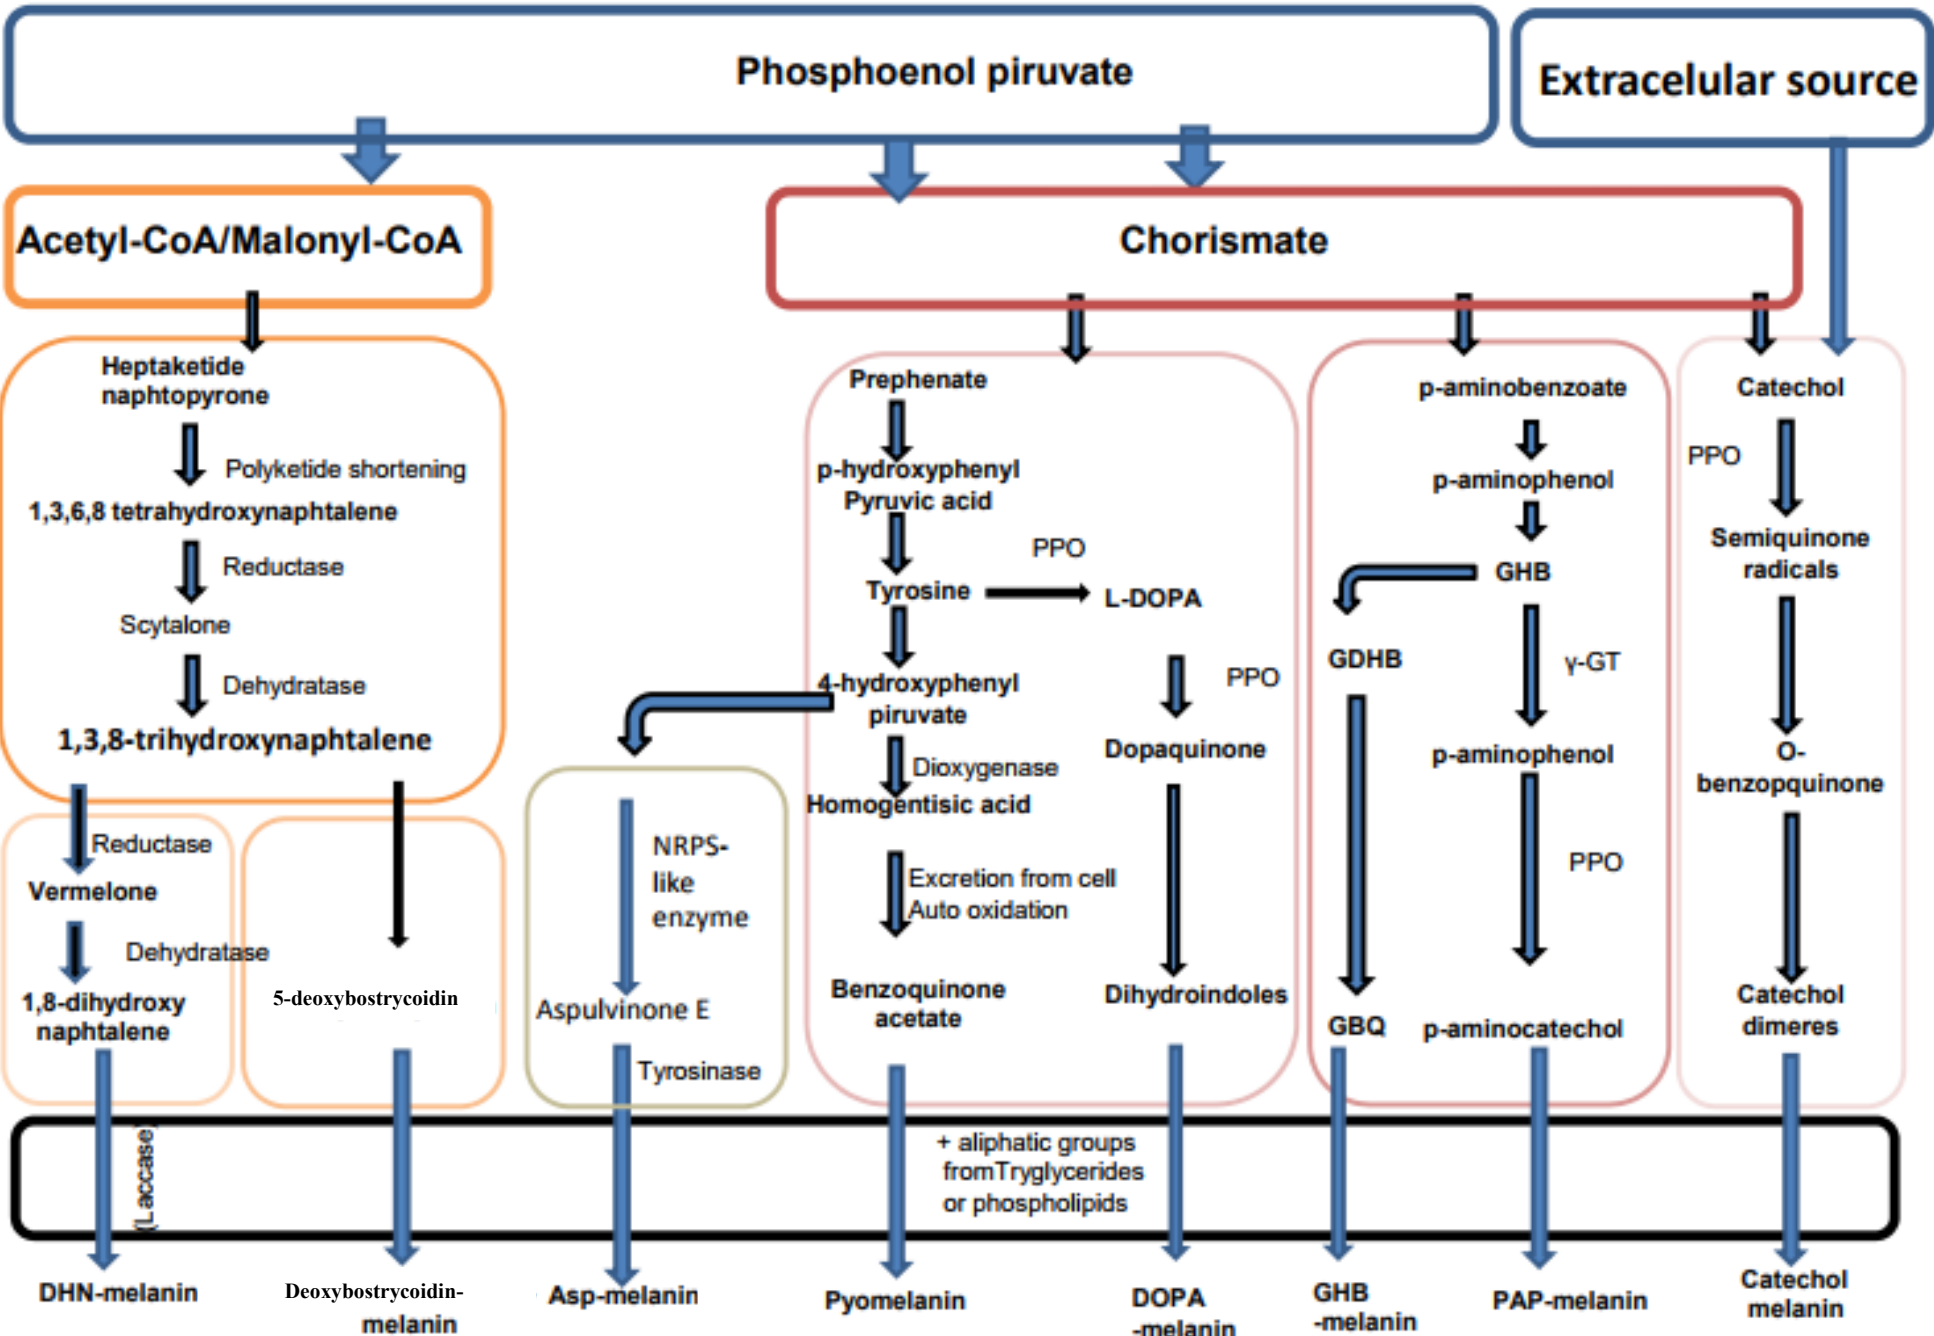 Phosphoenol piruvate
Extracelular source
Acetyl-CoA/Malonyl-CoA
Chorismate
Heptaketide
naphtopyrone
Polyketide shortening
1,3,6,8 tetrahydroxynaphtalene
Reductase
Scytalone
Dehydratase
1,3,8-trihydroxynaphtalene
Reductase
Vermelone
Dehydratase
1,8-dihydroxy
naphtalene
5-deoxybostrycoidin
NRPS-
like
enzyme
Aspulvinone E
Tyrosinase
Prephenate
p-hydroxyphenyl
Pyruvic acid
Tyrosine
PPO
L-DOPA
4-hydroxyphenyl
piruvate
PPO
Dioxygenase
Dopaquinone
Homogentisic acid
Excretion from cell
Auto oxidation
Benzoquinone
acetate
Dihydroindoles
p-aminobenzoate
p-aminophenol
GHB
GDHB
γ-GT
p-aminophenol
PPO
GBQ
p-aminocatechol
Catechol
PPO
Semiquinone
radicals
O-
benzopquinone
Catechol
dimeres
(Laccase)
+ aliphatic groups
fromTryglycerides
or phospholipids
DHN-melanin
Deoxybostrycoidin-
melanin
Asp-melanin
Pyomelanin
DOPA
-melanin
GHB
-melanin
PAP-melanin
Catechol
melanin